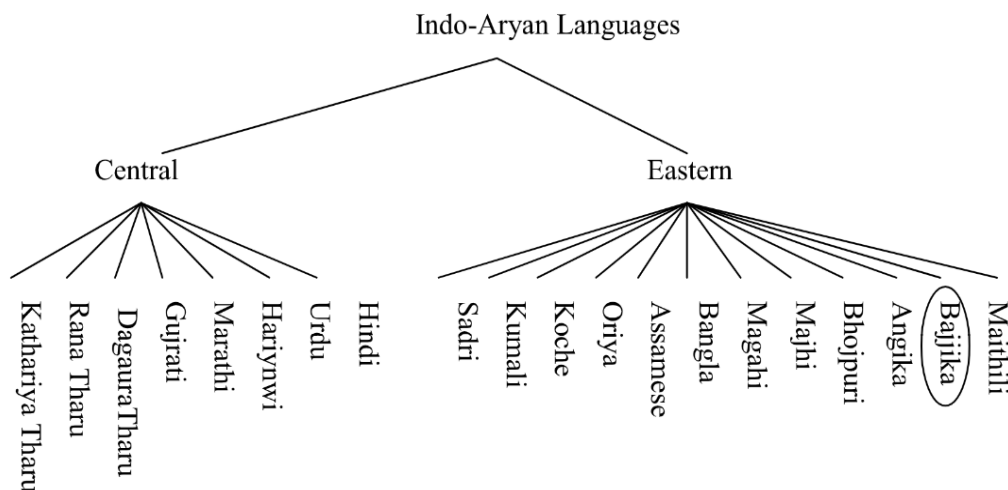 Indo-Aryan Languages
Central
Eastern
Kathariya Tharu
Rana Tharu
DagauraTharu
Gujrati
Marathi
Hariynwi
Urdu
Hindi
Sadri
Kumali
Koche
Oriya
Assamese
Bangla
Magahi
Majhi
Bhojpuri
Angika
Bajjika
Maithili